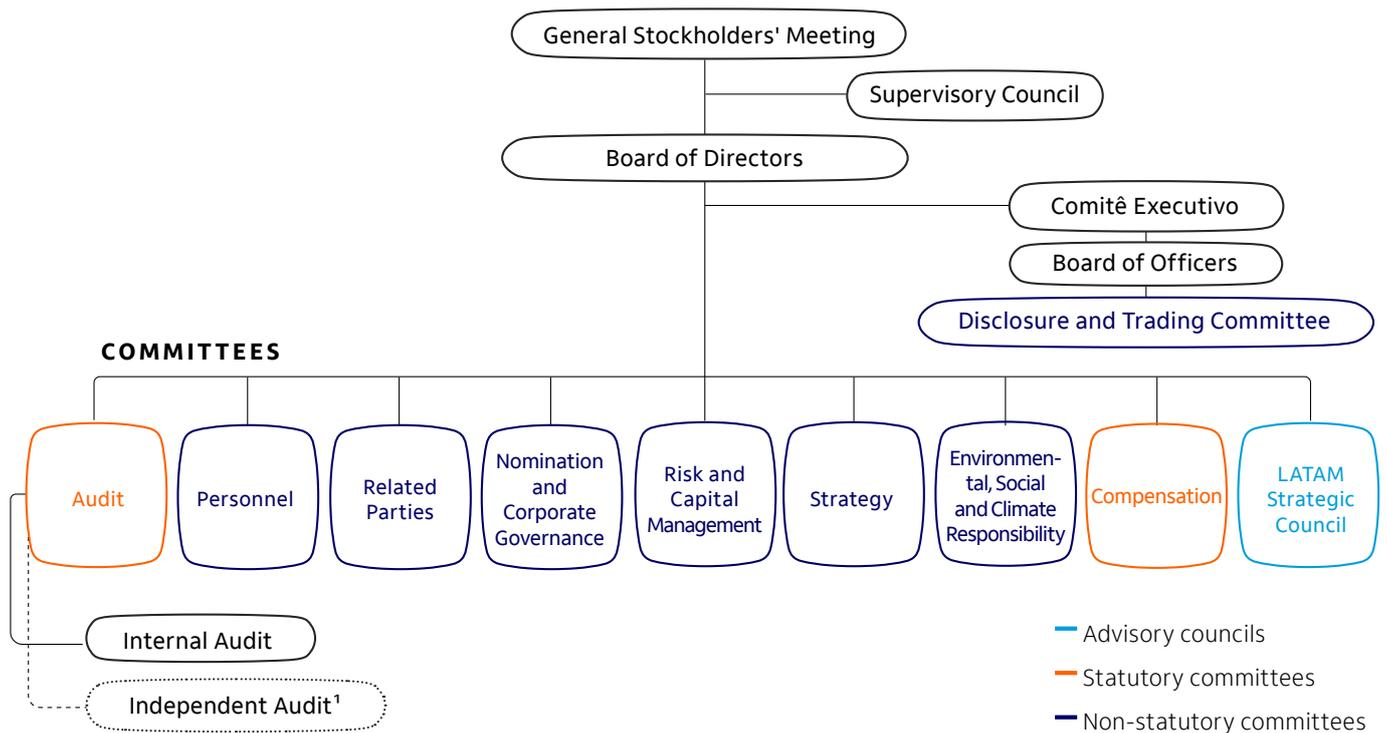 General Stockholders' Meeting
Supervisory Council
Board of Directors
Comitê Executivo
Board of Officers
Disclosure and Trading Committee
COMMITTEES
Audit
Personnel
Related
Parties
Nomination
and
Corporate
Governance
Risk and
Capital
Management
Strategy
Environmen-
tal, Social
and Climate
Responsibility
Compensation
LATAM
Strategic
Council
Internal Audit
Independent Audit¹
Advisory councils
Statutory committees
Non-statutory committees